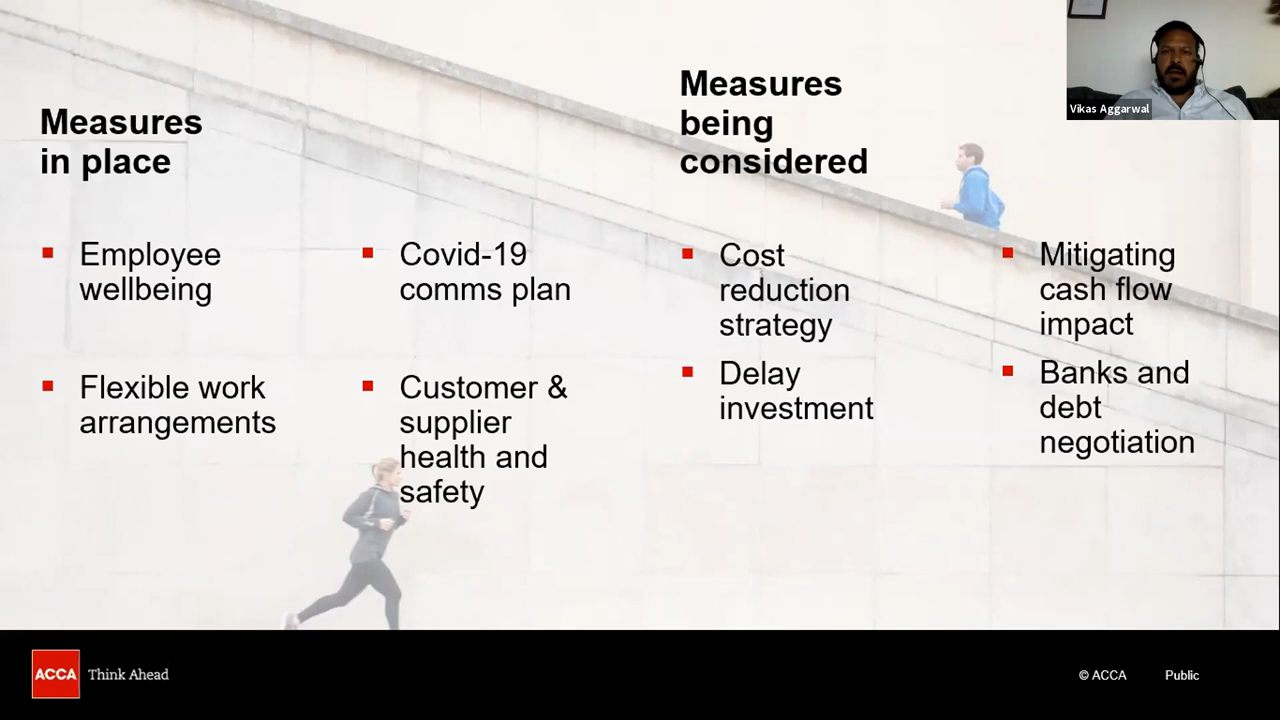 Vikas Aggarwal
Measures
in place
Employee
wellbeing
Flexible work
arrangements
Covid-19
comms plan
Customer &
supplier
health and
safety
Measures
being
considered
Cost
reduction
strategy
Delay
investment
Mitigating
cash flow
impact
Banks and
debt
negotiation
ACCA
Think Ahead
© ACCA
Public